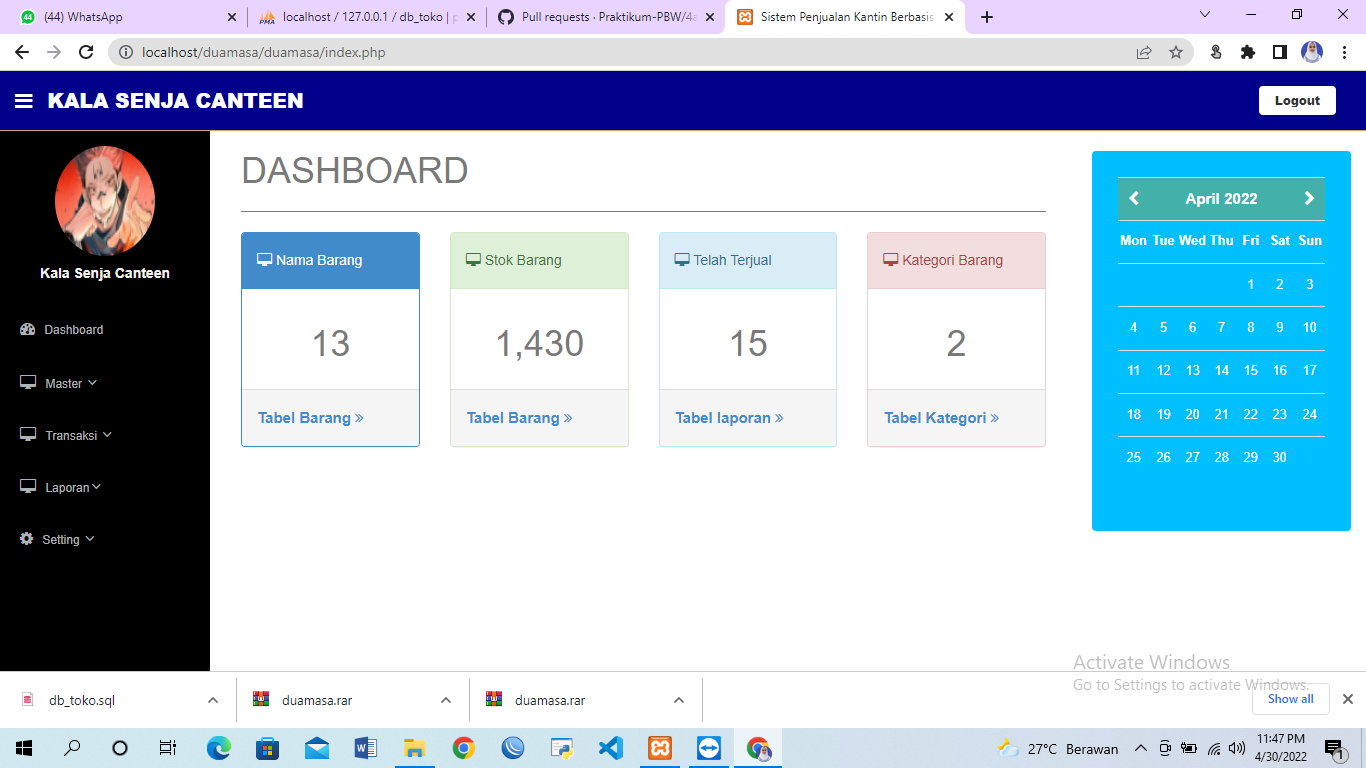 (44) WhatsApp
localhost / 127.0.0.1 / db_toko | p
Pull requests · Praktikum-PBW/4a
Sistem Penjualan Kantin Berbasis
localhost/duamasa/duamasa/index.php
KALA SENJA CANTEEN
Logout
Kala Senja Canteen
Dashboard
Master
Transaksi
Laporan
Setting
DASHBOARD
Nama Barang
13
Tabel Barang »
Stok Barang
1,430
Tabel Barang »
Telah Terjual
15
Tabel laporan »
Kategori Barang
2
Tabel Kategori »
April 2022
Mon Tue Wed Thu Fri Sat Sun
1 2 3
4 5 6 7 8 9 10
11 12 13 14 15 16 17
18 19 20 21 22 23 24
25 26 27 28 29 30
Activate Windows
Go to Settings to activate Windows.
db_toko.sql
duamasa.rar
duamasa.rar
Show all
27°C Berawan
11:47 PM
4/30/2022
1